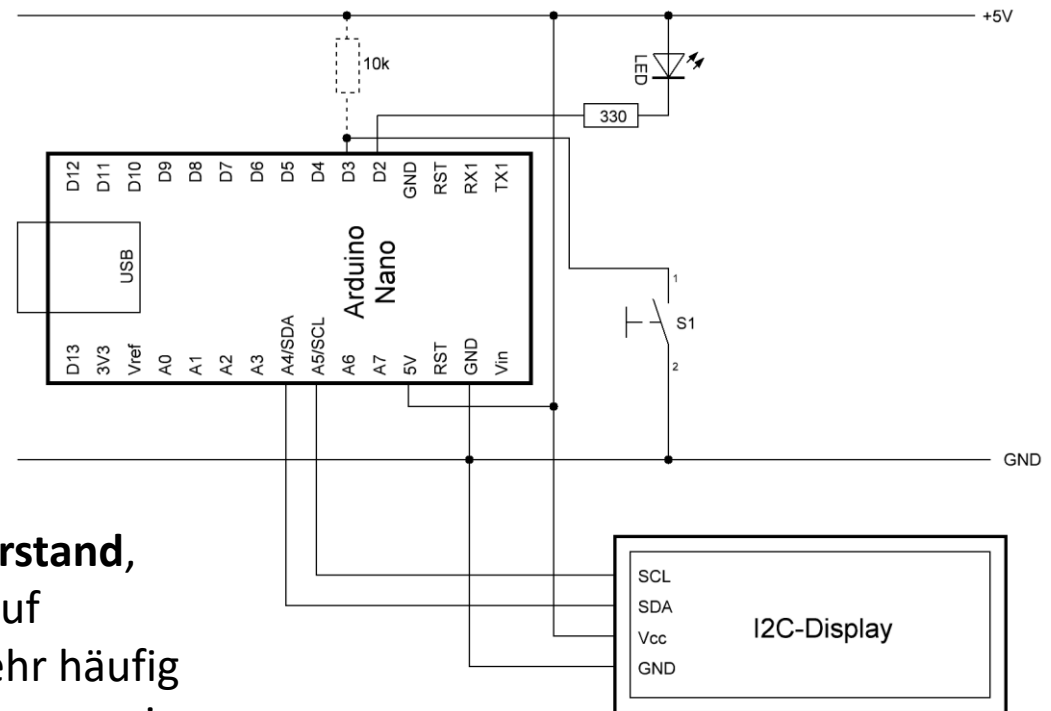 +5V
10k
LED
330
D12 D11 D10 D9 D8 D7 D6 D5 D4 D3 D2 GND RST RX1 TX1
USB
Arduino
Nano
1
S1
2
D13 3V3 Vref A0 A1 A2 A3 A4/SDA A5/SCL A6 A7 5V RST GND Vin
GND
rstand,
uf
ehr häufig
SCL
SDA
Vcc
GND
I2C-Display